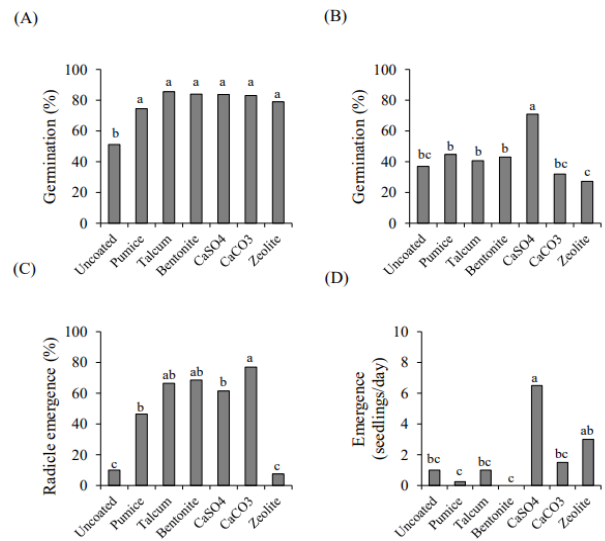 (A)
(B)
Germination (%)
100
80
60
40
20
0
b
a
a
a
a
a
a
Uncoated
Pumice
Talcum
Bentonite
CaSO4
CaCO3
Zeolite
Germination (%)
100
80
60
40
20
0
bc
b
b
b
a
bc
c
Uncoated
Pumice
Talcum
Bentonite
CaSO4
CaCO3
Zeolite
(C)
(D)
Radicle emergence (%)
100
80
60
40
20
0
c
b
ab
ab
b
a
c
Uncoated
Pumice
Talcum
Bentonite
CaSO4
CaCO3
Zeolite
Emergence
(seedlings/day)
10
8
6
4
2
0
bc
c
bc
c
a
bc
ab
Uncoated
Pumice
Talcum
Bentonite
CaSO4
CaCO3
Zeolite